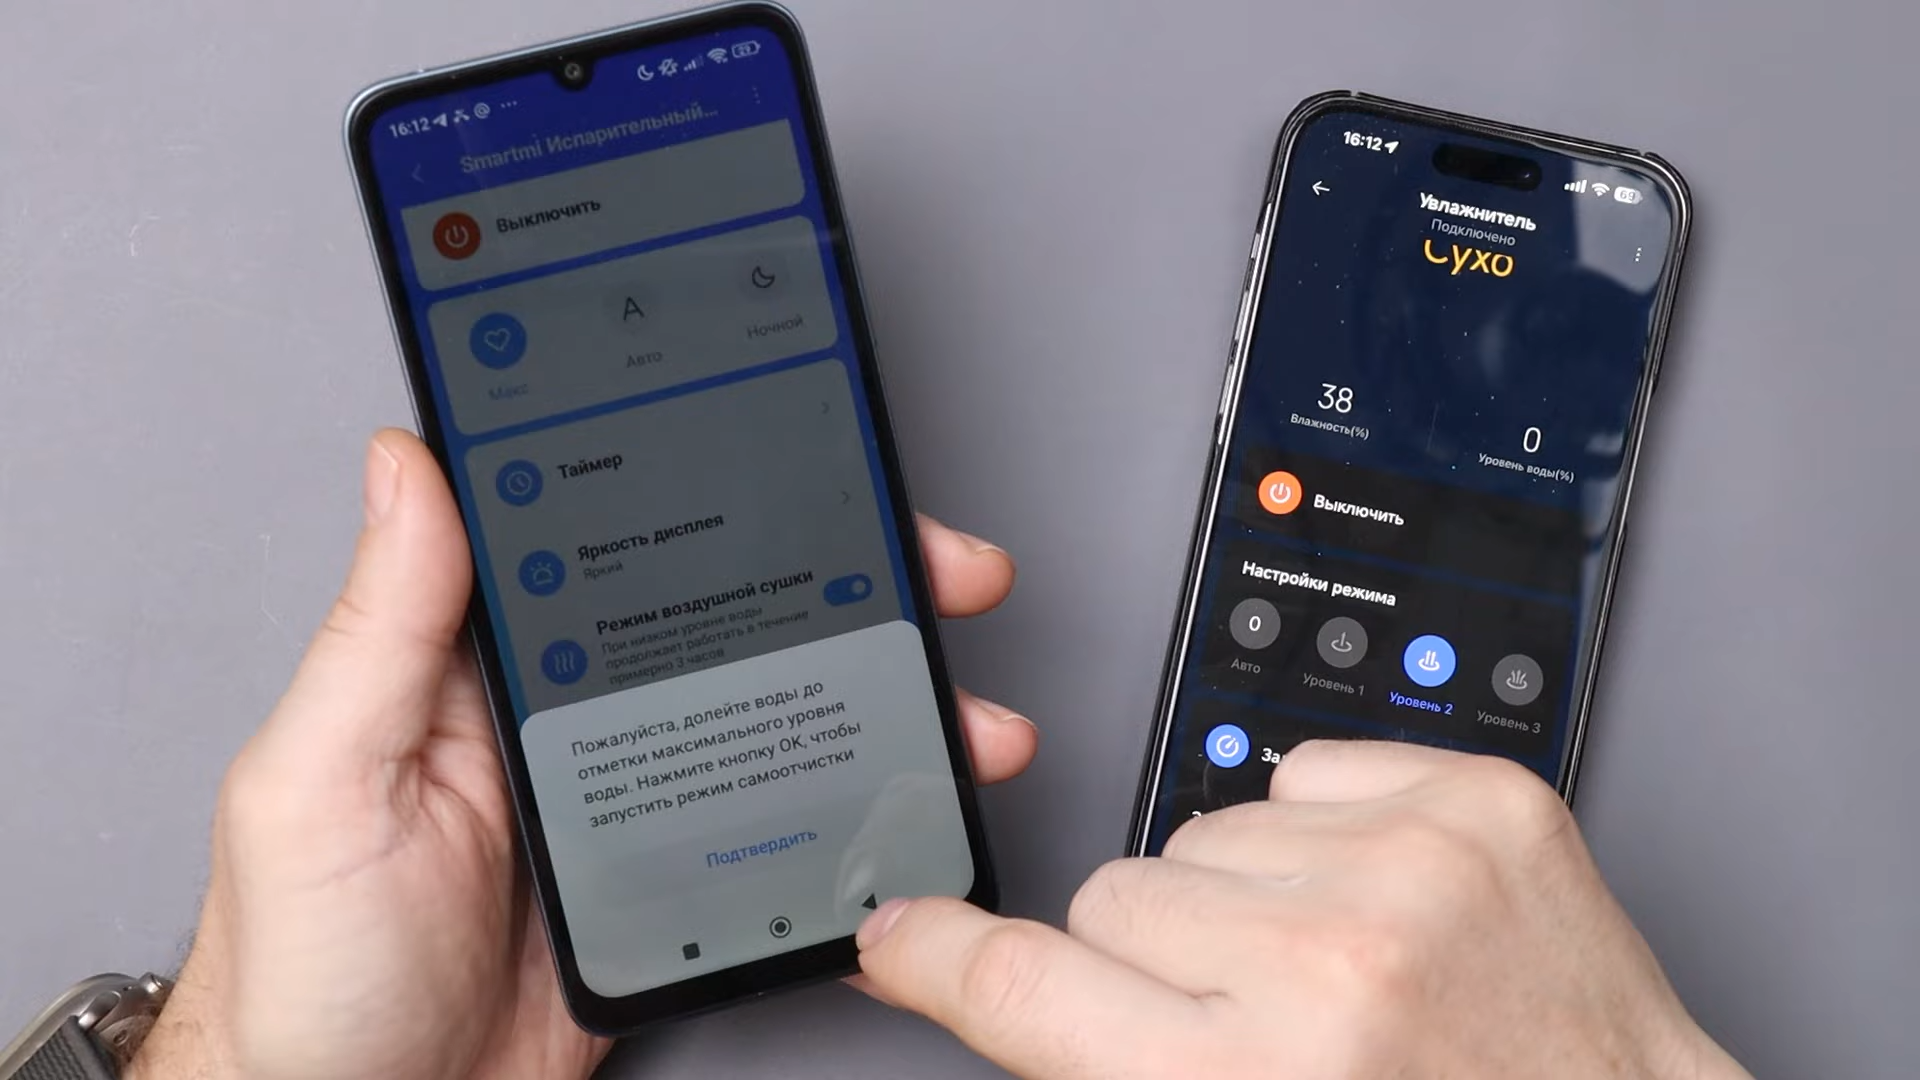 16:12
29
Smartmi Испарительный...
Выключить
Макс
A
Авто
Ночной
Таймер
Яркость дисплея
Яркий
Режим воздушной сушки
При низком уровне воды
продолжает работать в течение
примерно 3 часов
Пожалуйста, долейте воды до
отметки максимального уровня
воды. Нажмите кнопку OK, чтобы
запустить режим самоотчистки
Подтвердить
16:12
69
Увлажнитель
Подключено
Сухо
38
Влажность(%)
0
Уровень воды(%)
Выключить
Настройки режима
0
Авто
Уровень 1
Уровень 2
Уровень 3